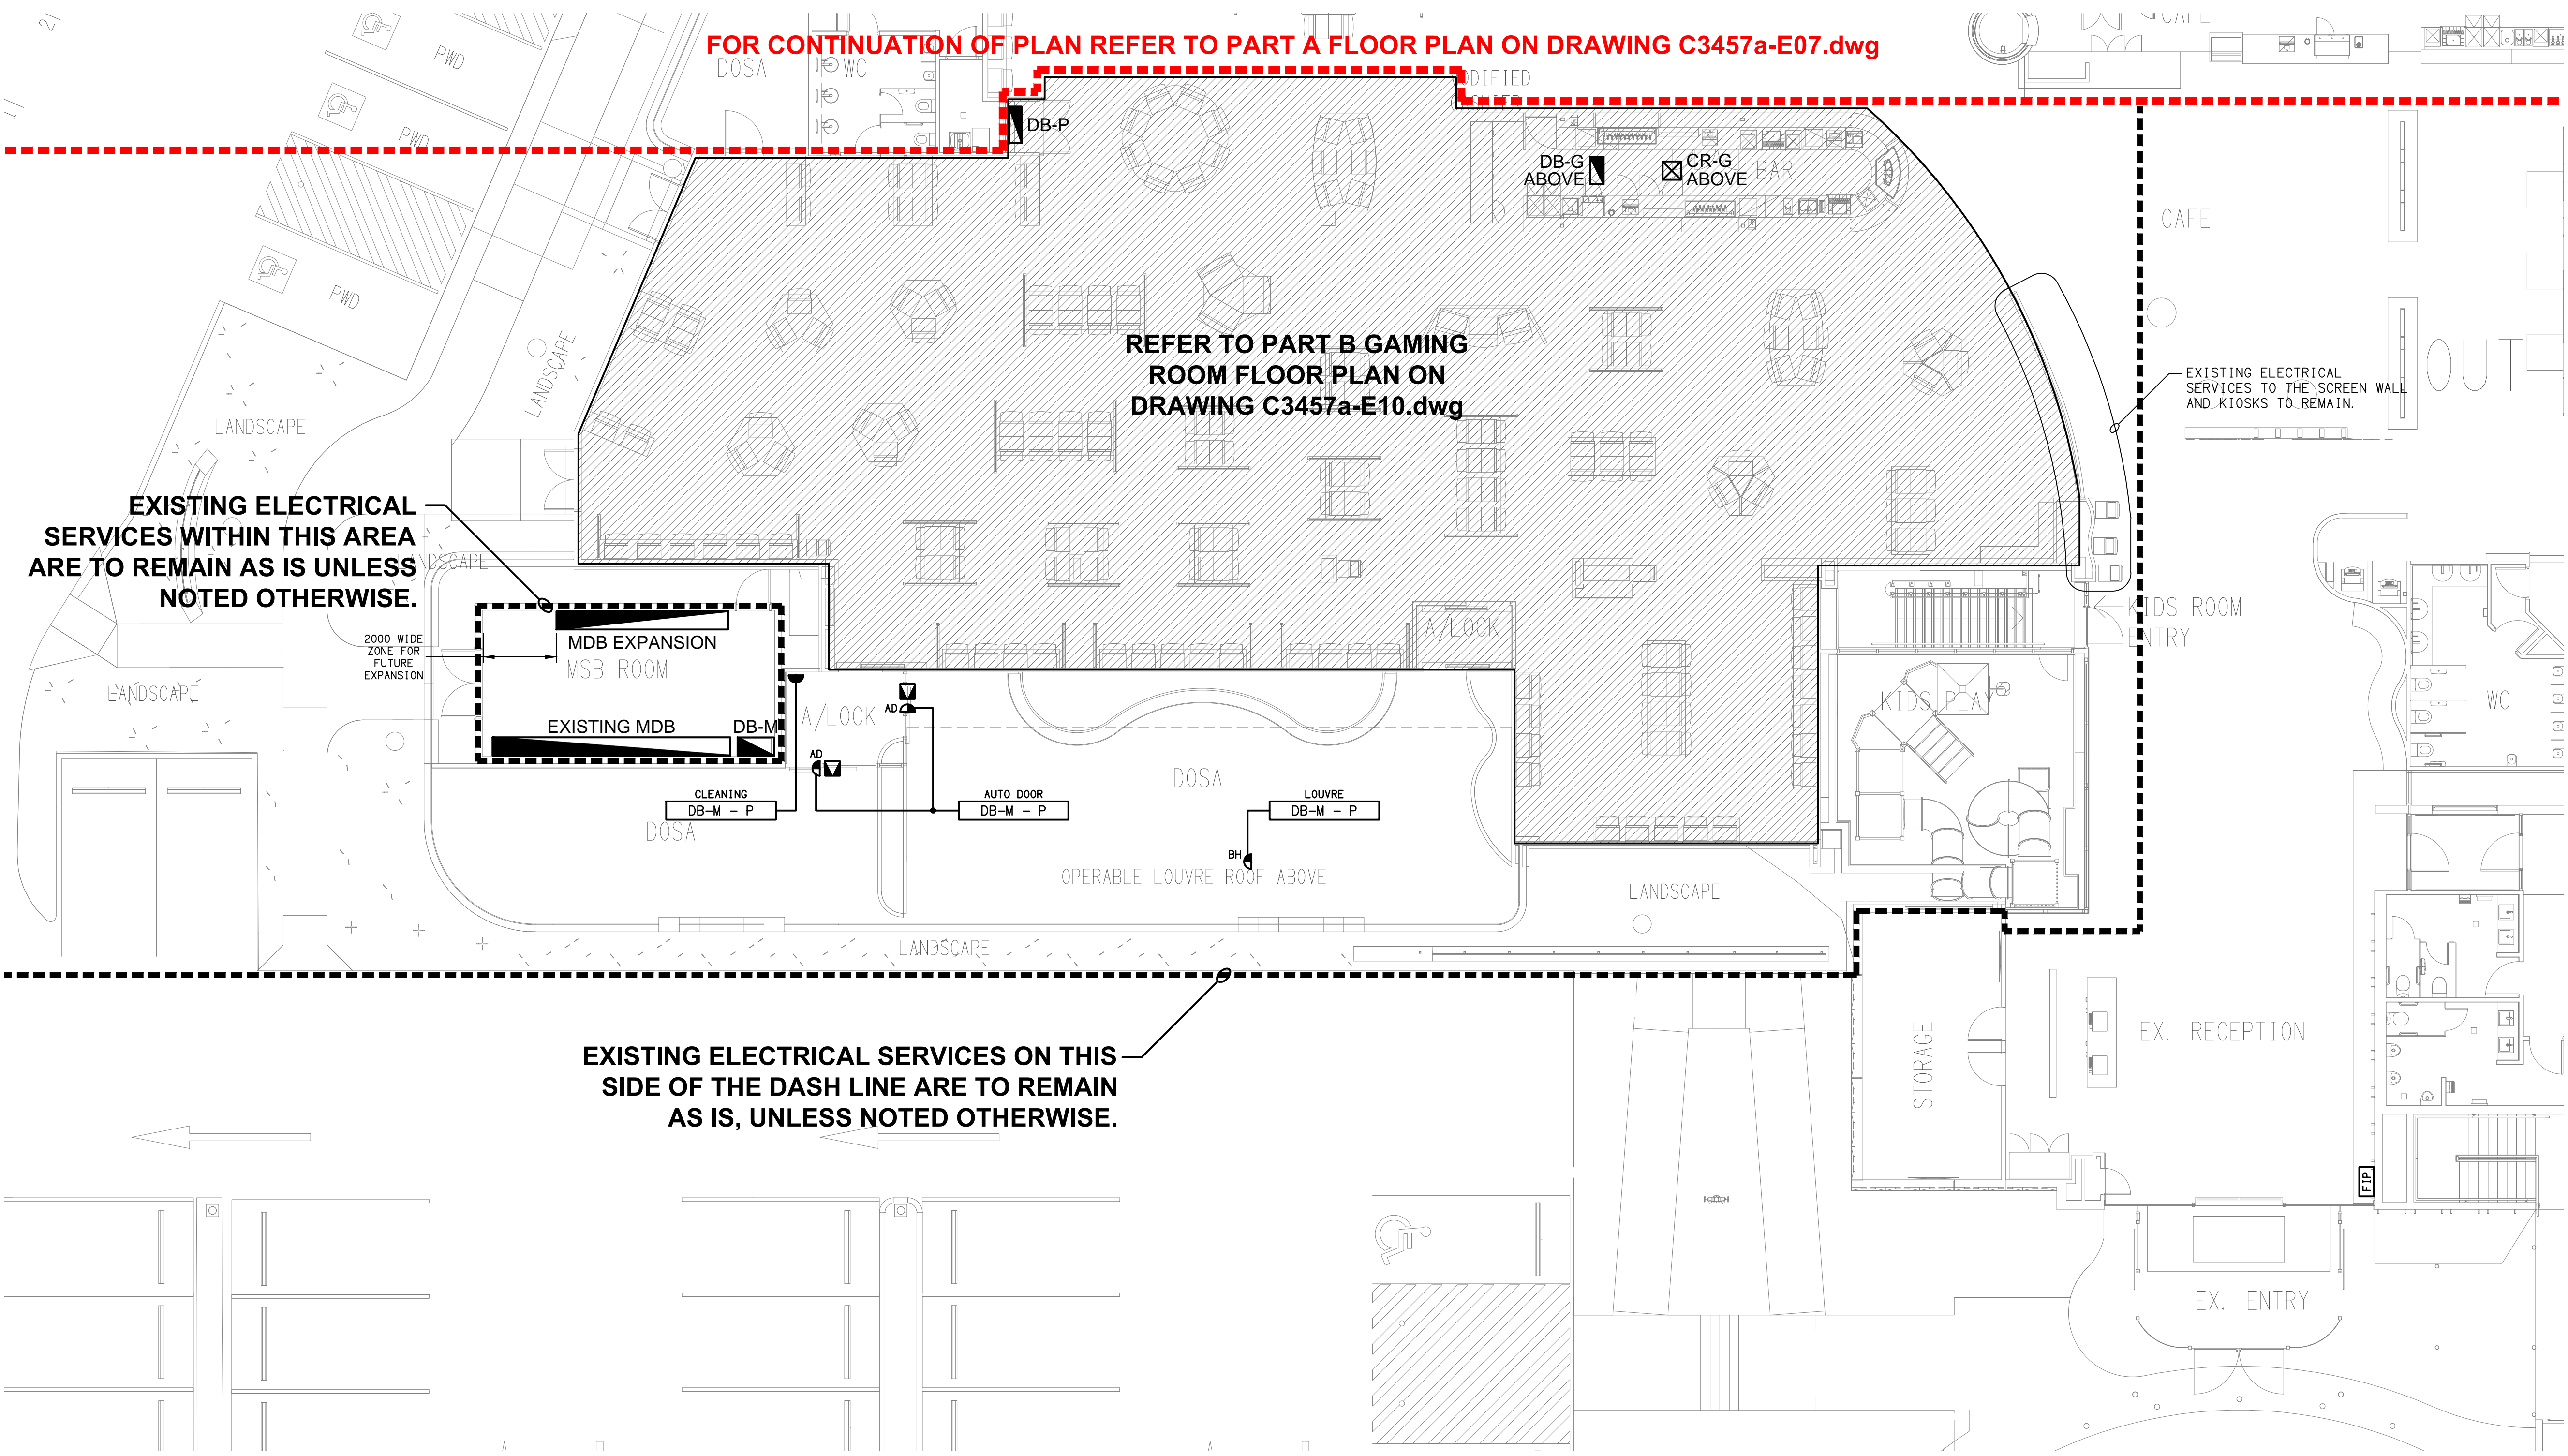 FOR CONTINUATION OF PLAN REFER TO PART A FLOOR PLAN ON DRAWING C3457a-E07.dwg
CAFE
PWD
DOSA
WC
MODIFIED
PWD
DB-P
DB-G
ABOVE
CR-G
ABOVE
BAR
CAFE
PWD
LANDSCAPE
LANDSCAPE
REFER TO PART B GAMING
ROOM FLOOR PLAN ON
DRAWING C3457a-E10.dwg
OUT
EXISTING ELECTRICAL
SERVICES TO THE SCREEN WALL
AND KIOSKS TO REMAIN.
EXISTING ELECTRICAL
SERVICES WITHIN THIS AREA
ARE TO REMAIN AS IS UNLESS
NOTED OTHERWISE.
LANDSCAPE
2000 WIDE
ZONE FOR
FUTURE
EXPANSION
MDB EXPANSION
MSB ROOM
A/LOCK
KIDS ROOM
ENTRY
LANDSCAPE
KIDS PLAY
WC
EXISTING MDB
DB-M
A/LOCK
AD
AD
DOSA
CLEANING
DB-M - P
AUTO DOOR
DB-M - P
LOUVRE
DB-M - P
DOSA
BH
OPERABLE LOUVRE ROOF ABOVE
LANDSCAPE
LANDSCAPE
EXISTING ELECTRICAL SERVICES ON THIS
SIDE OF THE DASH LINE ARE TO REMAIN
AS IS, UNLESS NOTED OTHERWISE.
STORAGE
EX. RECEPTION
FIP
EX. ENTRY